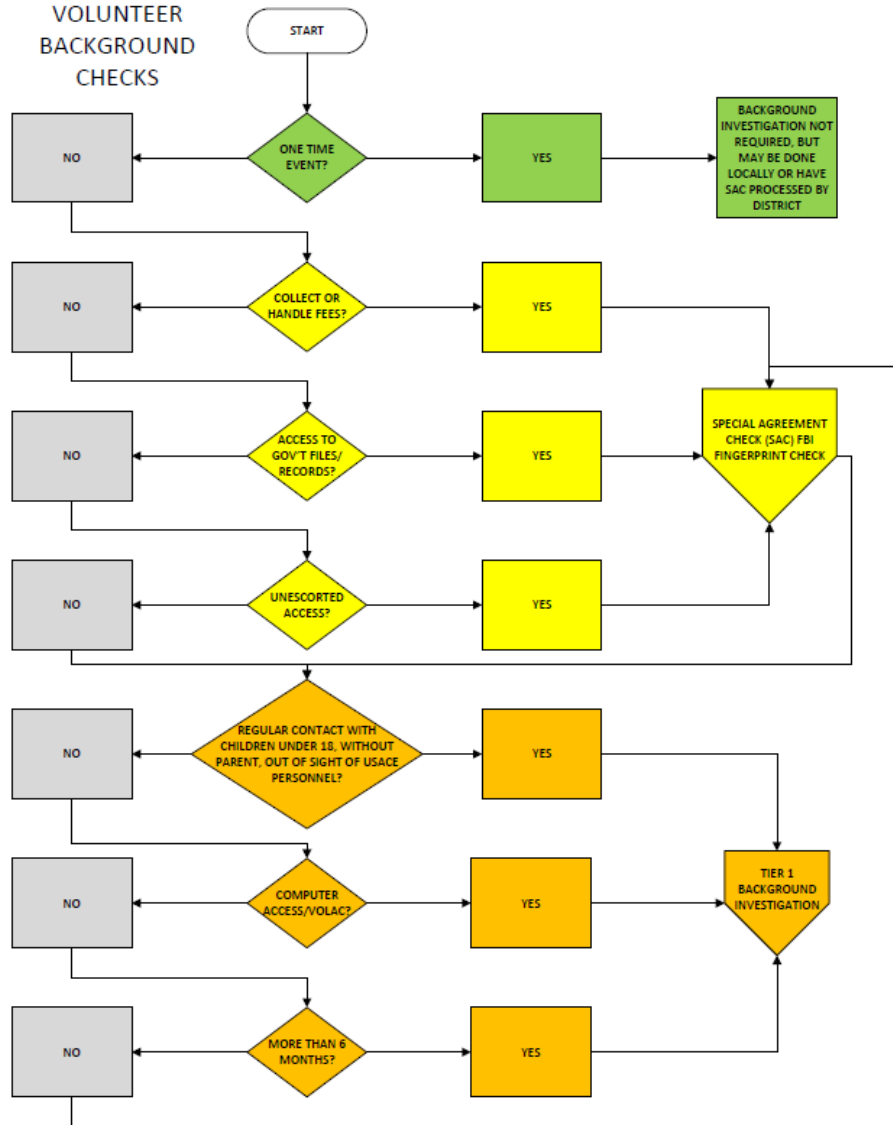 VOLUNTEER
BACKGROUND
CHECKS
START
NO
ONE TIME
EVENT?
YES
BACKGROUND
INVESTIGATION NOT
REQUIRED, BUT
MAY BE DONE
LOCALLY OR HAVE
SAC PROCESSED BY
DISTRICT
NO
COLLECT OR
HANDLE FEES?
YES
NO
ACCESS TO
GOV'T FILES/
RECORDS?
YES
SPECIAL AGREEMENT
CHECK (SAC) FBI
FINGERPRINT CHECK
NO
UNESCORTED
ACCESS?
YES
NO
REGULAR CONTACT WITH
CHILDREN UNDER 18, WITHOUT
PARENT, OUT OF SIGHT OF USACE
PERSONNEL?
YES
NO
COMPUTER
ACCESS/VOLAC?
YES
TIER 1
BACKGROUND
INVESTIGATION
NO
MORE THAN 6
MONTHS?
YES